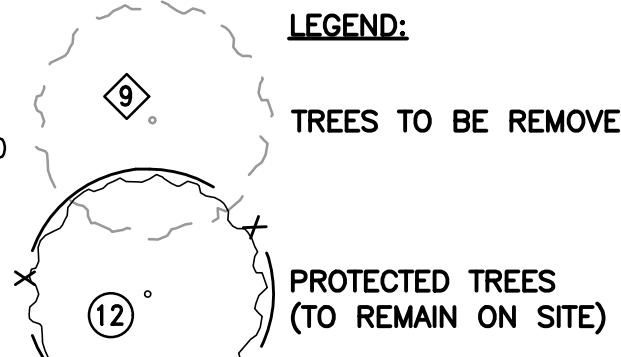 LEGEND:
9
TREES TO BE REMOVE
PROTECTED TREES
12
(TO REMAIN ON SITE)